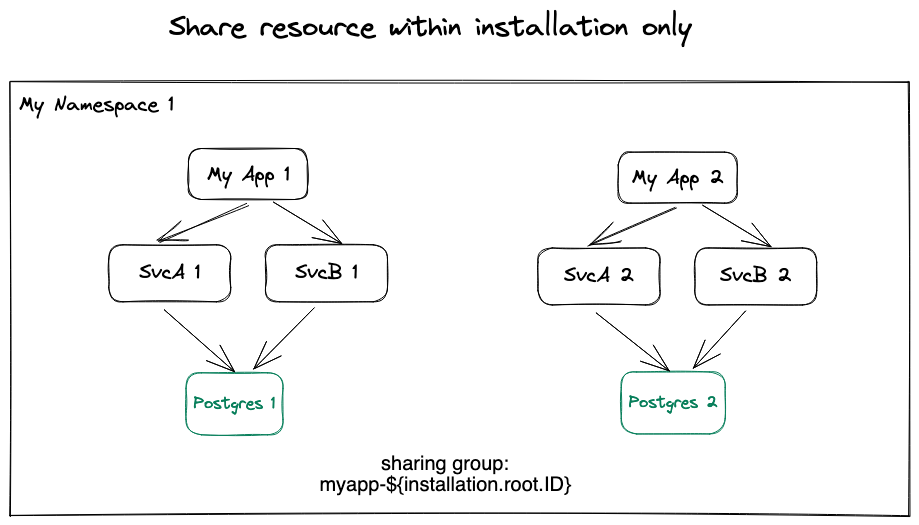 Share resource within installation only
My Namespace 1
My App 1
My App 2
SvcA 1
SvcB 1
SvcA 2
SvcB 2
Postgres 1
Postgres 2
sharing group:
myapp-${installation.root.ID}